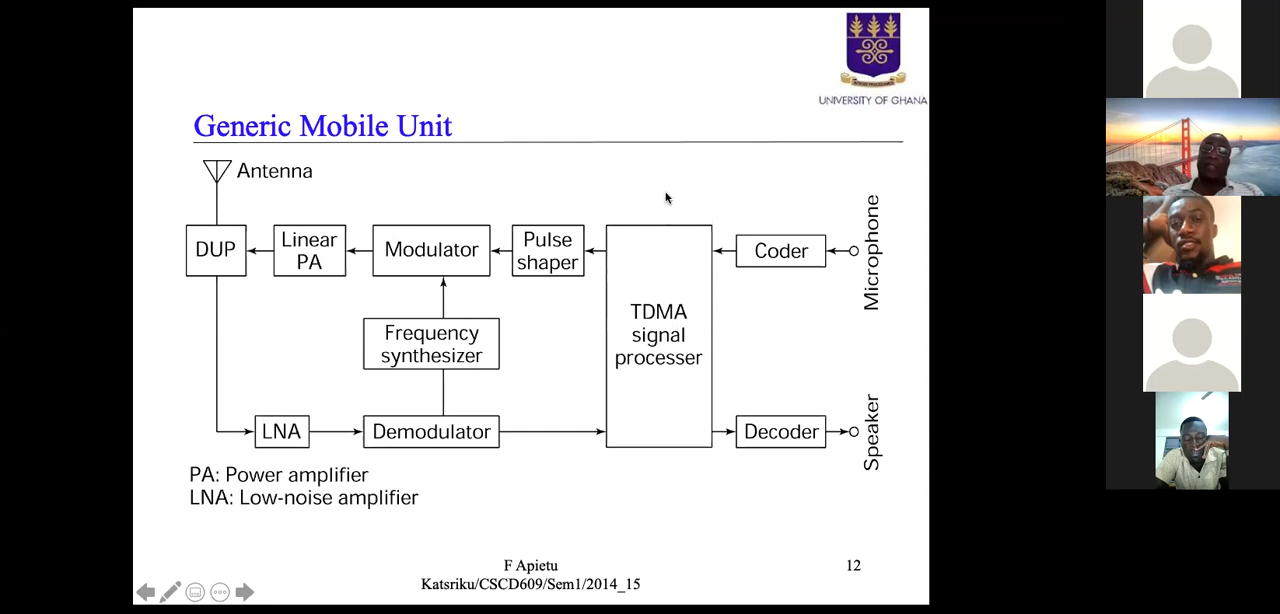 UNIVERSITY OF GHANA
Generic Mobile Unit
Antenna
DUP
Linear
PA
Modulator
Pulse
shaper
TDMA
signal
processer
Coder
Microphone
Frequency
synthesizer
LNA
Demodulator
Decoder
Speaker
PA: Power amplifier
LNA: Low-noise amplifier
F Apietu
Katsriku/CSCD609/Sem1/2014_15
12